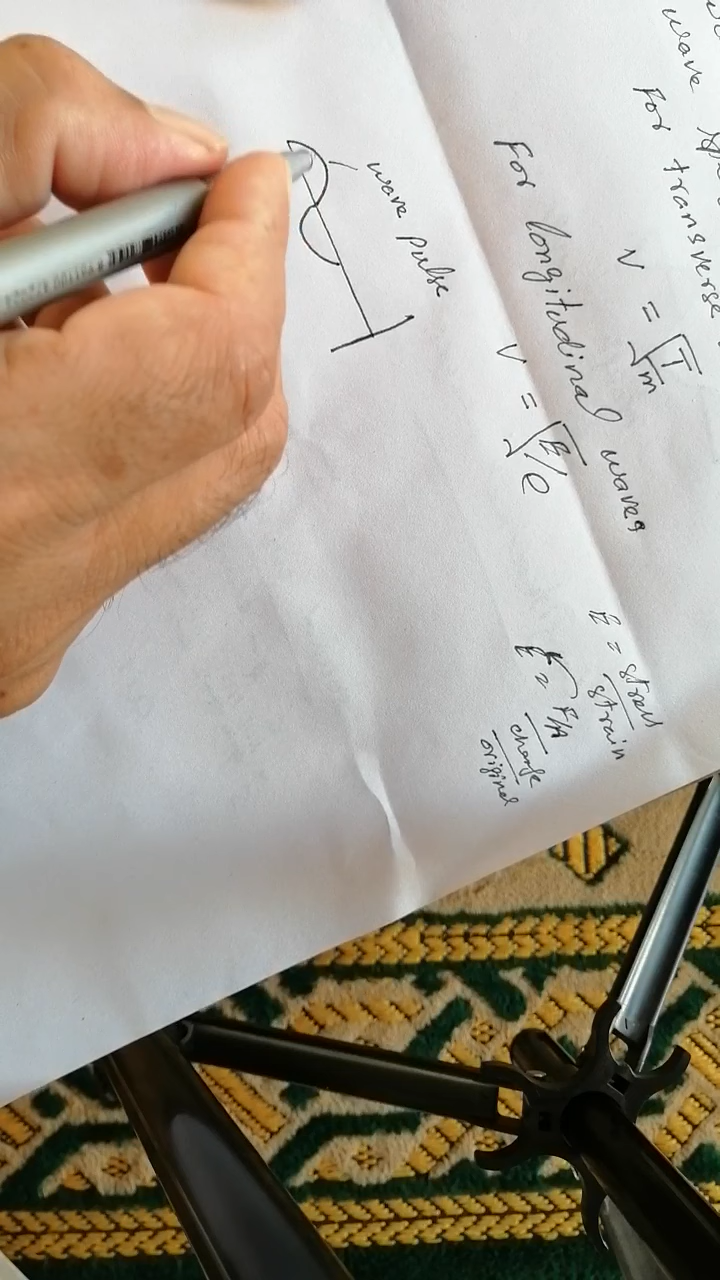 wave
For transverse
v = √T/m
For longitudinal waves
v = √E/e
E = stress
strain
E = F/A
change
original
wave pulse